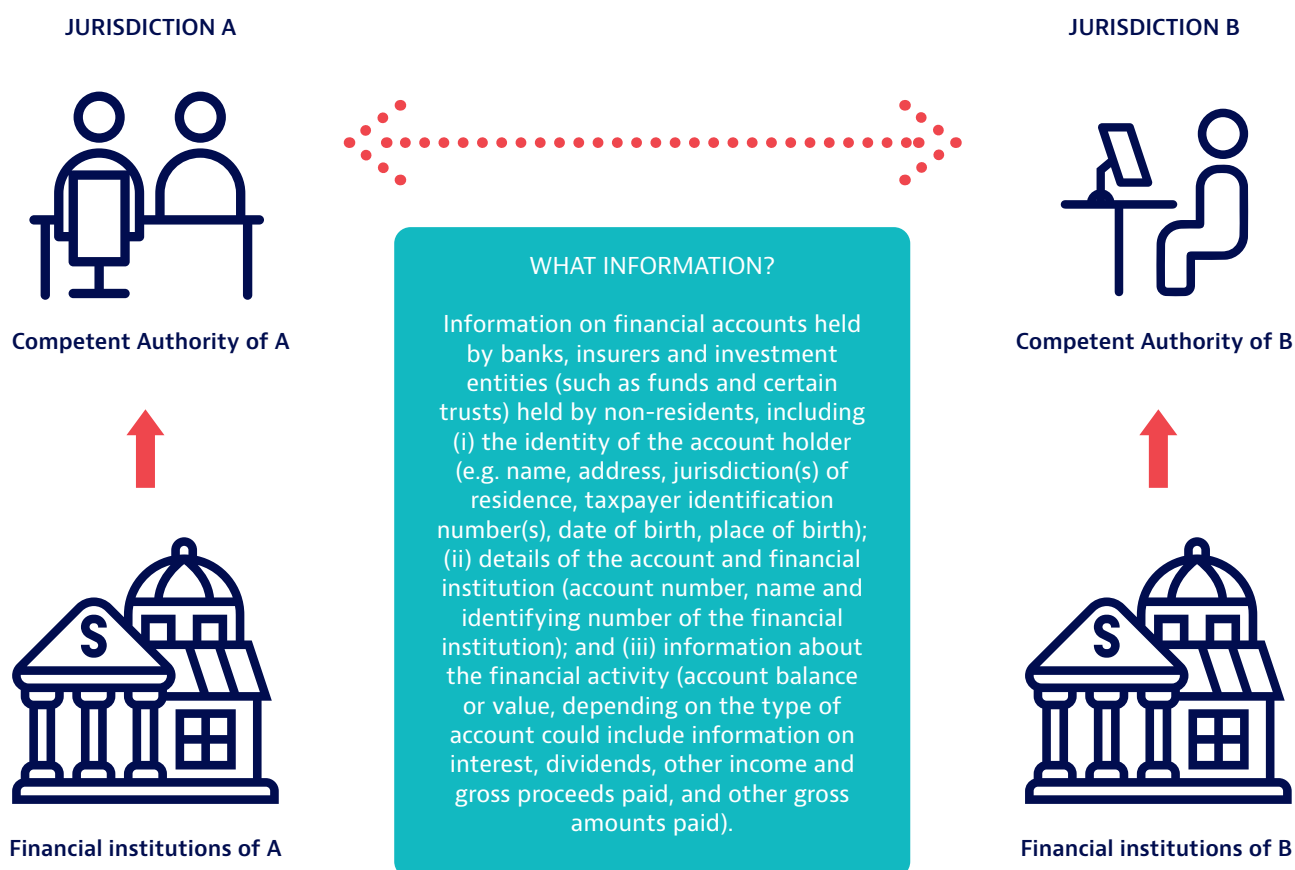 JURISDICTION A
JURISDICTION B
Competent Authority of A
Competent Authority of B
WHAT INFORMATION?
Information on financial accounts held
by banks, insurers and investment
entities (such as funds and certain
trusts) held by non-residents, including
(i) the identity of the account holder
(e.g. name, address, jurisdiction(s) of
residence, taxpayer identification
number(s), date of birth, place of birth);
(ii) details of the account and financial
institution (account number, name and
identifying number of the financial
institution); and (iii) information about
the financial activity (account balance
or value, depending on the type of
account could include information on
interest, dividends, other income and
gross proceeds paid, and other gross
amounts paid).
S
S
Financial institutions of A
Financial institutions of B